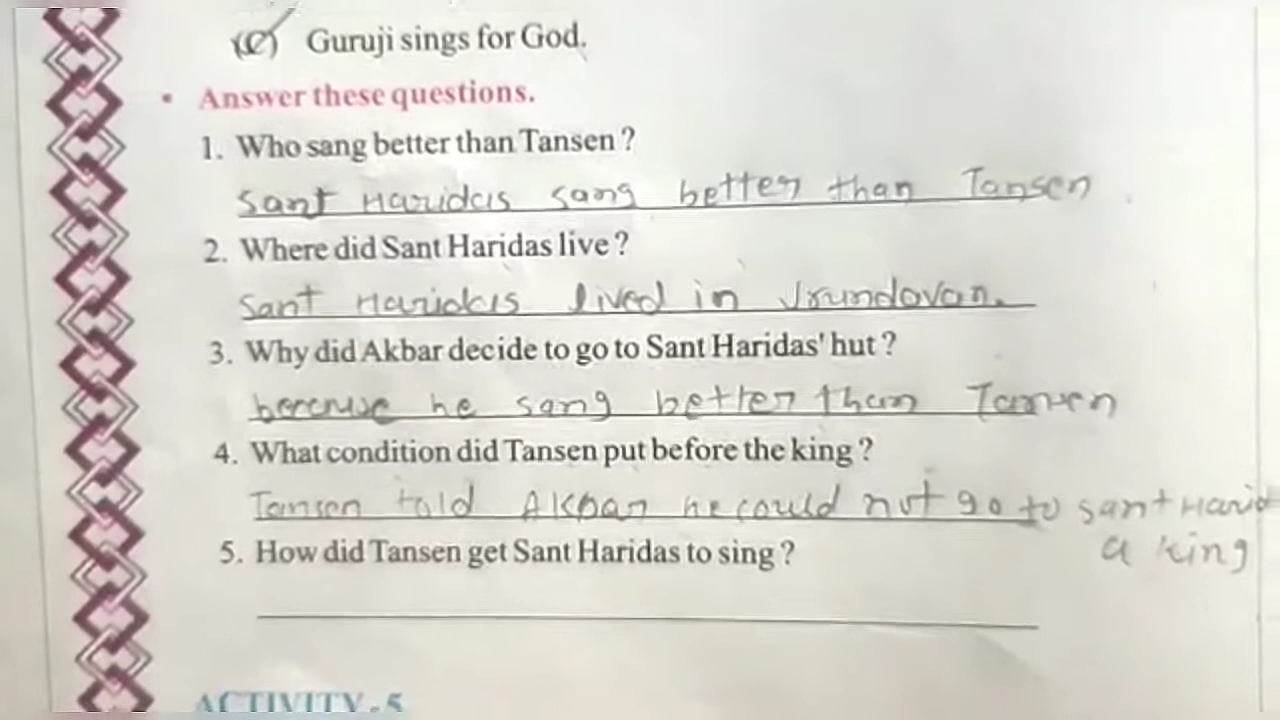 (C) Guruji sings for God.
• Answer these questions.
1. Who sang better than Tansen ?
Sant Haridas sang better than Tansen
2. Where did Sant Haridas live ?
Sant Haridas lived in Vrundavan.
3. Why did Akbar decide to go to Sant Haridas' hut ?
because he sang better than Tansen
4. What condition did Tansen put before the king ?
Tansen told Akbar he could not go to Sant Harid
a king
5. How did Tansen get Sant Haridas to sing ?
ACTIVITY - 5